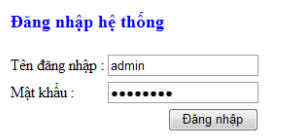 Đăng nhập hệ thống
Tên đăng nhập : admin
Mật khẩu : ●●●●●●●●
Đăng nhập